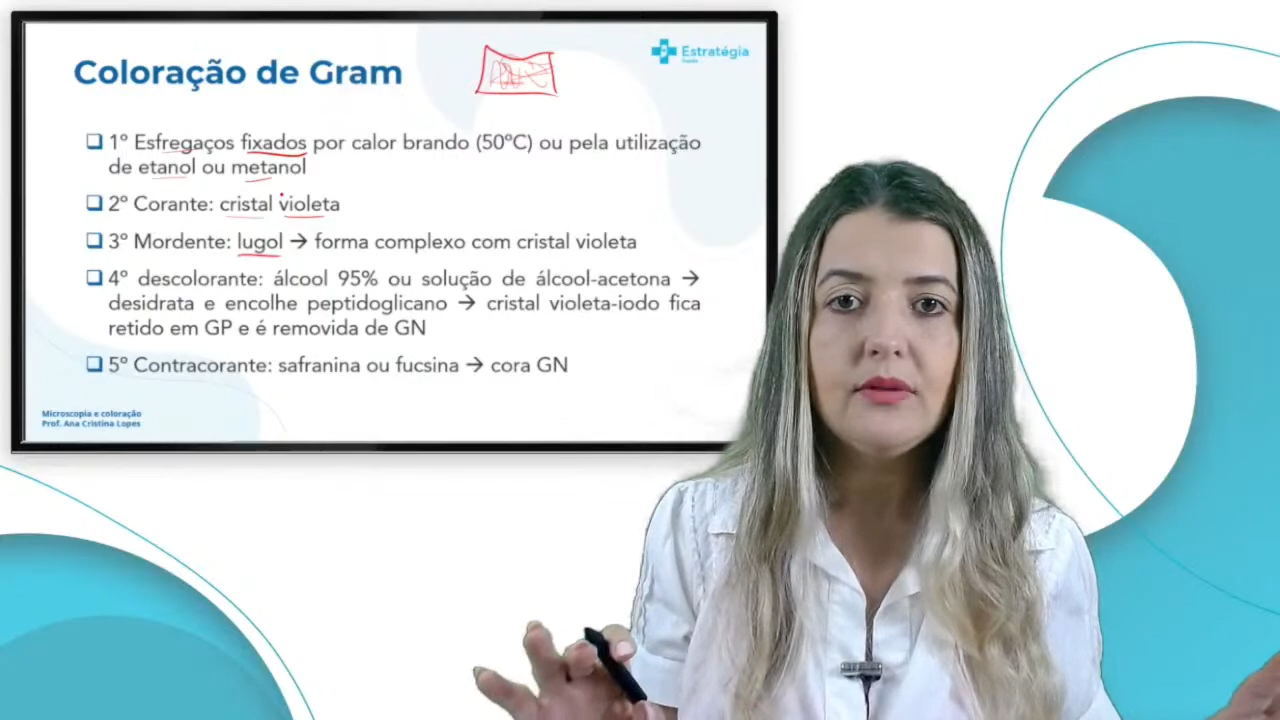 Coloração de Gram
Estratégia
Saúde
❑ 1º Esfregaços fixados por calor brando (50ºC) ou pela utilização
de etanol ou metanol
❑ 2º Corante: cristal violeta
❑ 3º Mordente: lugol → forma complexo com cristal violeta
❑ 4º descolorante: álcool 95% ou solução de álcool-acetona →
desidrata e encolhe peptidoglicano → cristal violeta-iodo fica
retido em GP e é removida de GN
❑ 5º Contracorante: safranina ou fucsina → cora GN
Microscopia e coloração
Prof. Ana Cristina Lopes